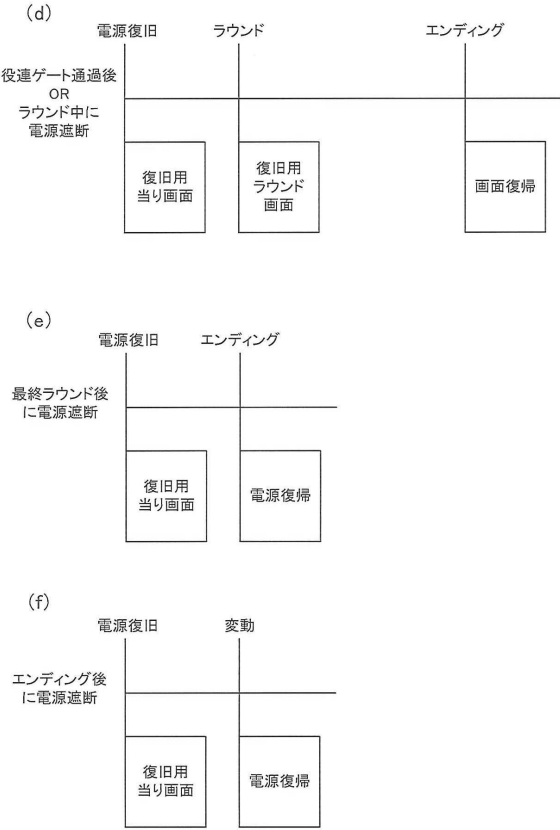 (d)
電源復旧
ラウンド
エンディング
役連ゲート通過後
OR
ラウンド中に
電源遮断
復旧用
当り画面
復旧用
ラウンド
画面
画面復帰
(e)
電源復旧
エンディング
最終ラウンド後
に電源遮断
復旧用
当り画面
電源復帰
(f)
電源復旧
変動
エンディング後
に電源遮断
復旧用
当り画面
電源復帰